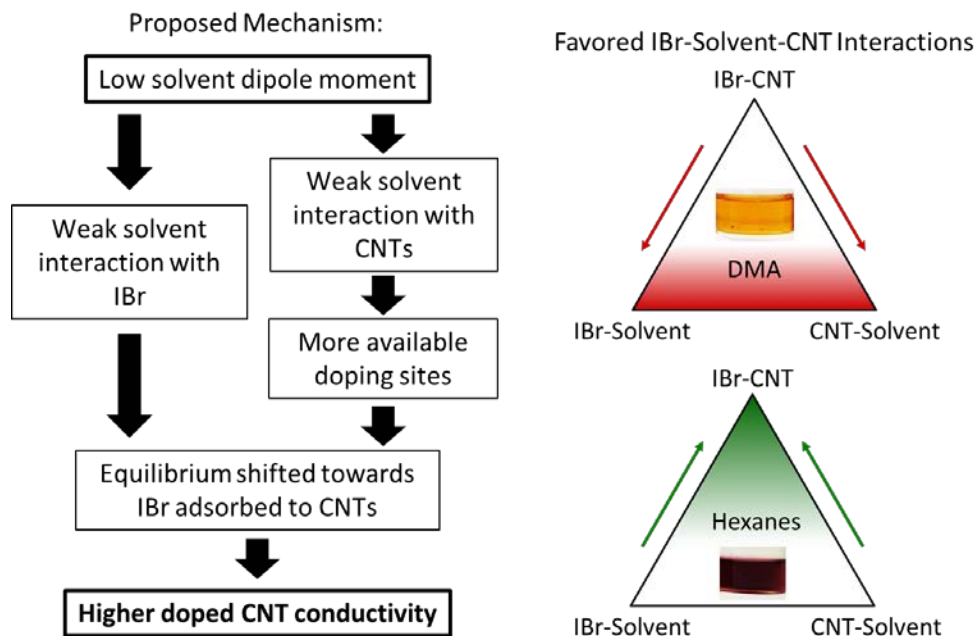 Proposed Mechanism:
Low solvent dipole moment
Weak solvent
interaction with
IBr
Weak solvent
interaction with
CNTs
More available
doping sites
Equilibrium shifted towards
IBr adsorbed to CNTs
Higher doped CNT conductivity
Favored IBr-Solvent-CNT Interactions
IBr-CNT
DMA
IBr-Solvent
CNT-Solvent
IBr-CNT
Hexanes
IBr-Solvent
CNT-Solvent